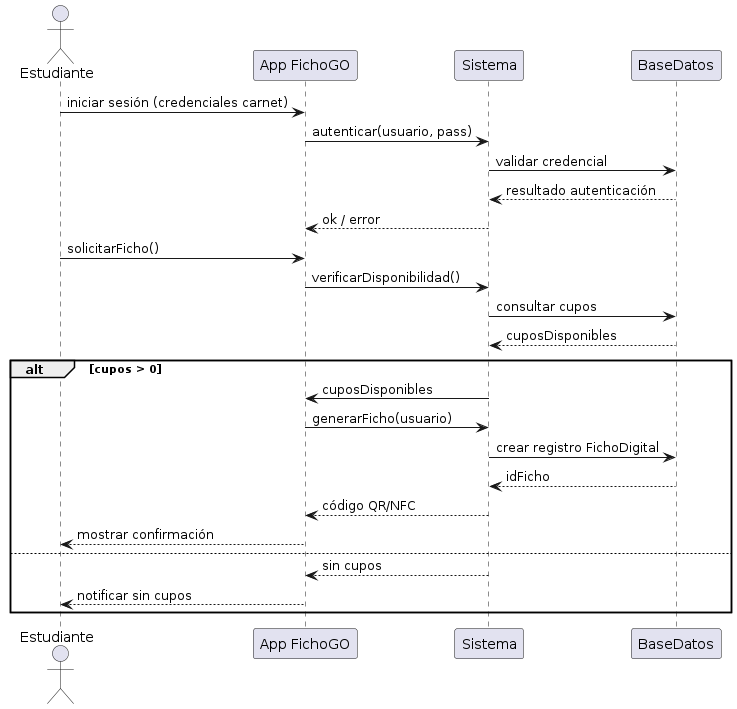 Estudiante
App FichoGO
Sistema
BaseDatos
iniciar sesión (credenciales carnet)
autenticar(usuario, pass)
validar credencial
resultado autenticación
ok / error
solicitarFicho()
verificarDisponibilidad()
consultar cupos
cuposDisponibles
alt
[cupos > 0]
cuposDisponibles
generarFicho(usuario)
crear registro FichoDigital
idFicho
código QR/NFC
mostrar confirmación
sin cupos
notificar sin cupos
Estudiante
App FichoGO
Sistema
BaseDatos